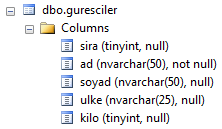 dbo.guresciler
Columns
sira (tinyint, null)
ad (nvarchar(50), not null)
soyad (nvarchar(50), null)
ulke (nvarchar(25), null)
kilo (tinyint, null)